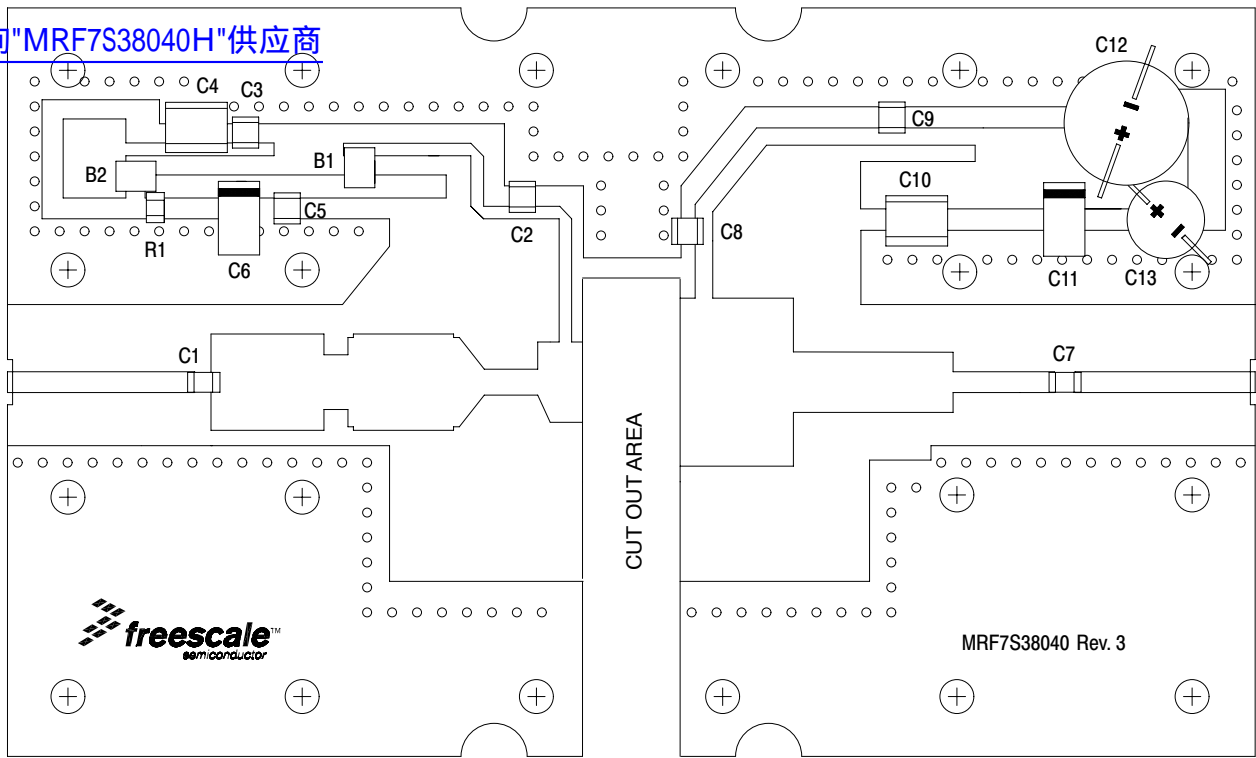 询"MRF7S38040H"供应商
C12
C4
C3
C9
B1
B2
C10
C5
R1
C2
C8
C6
C11
C13
C1
C7
CUT OUT AREA
freescale™
semiconductor
MRF7S38040 Rev. 3